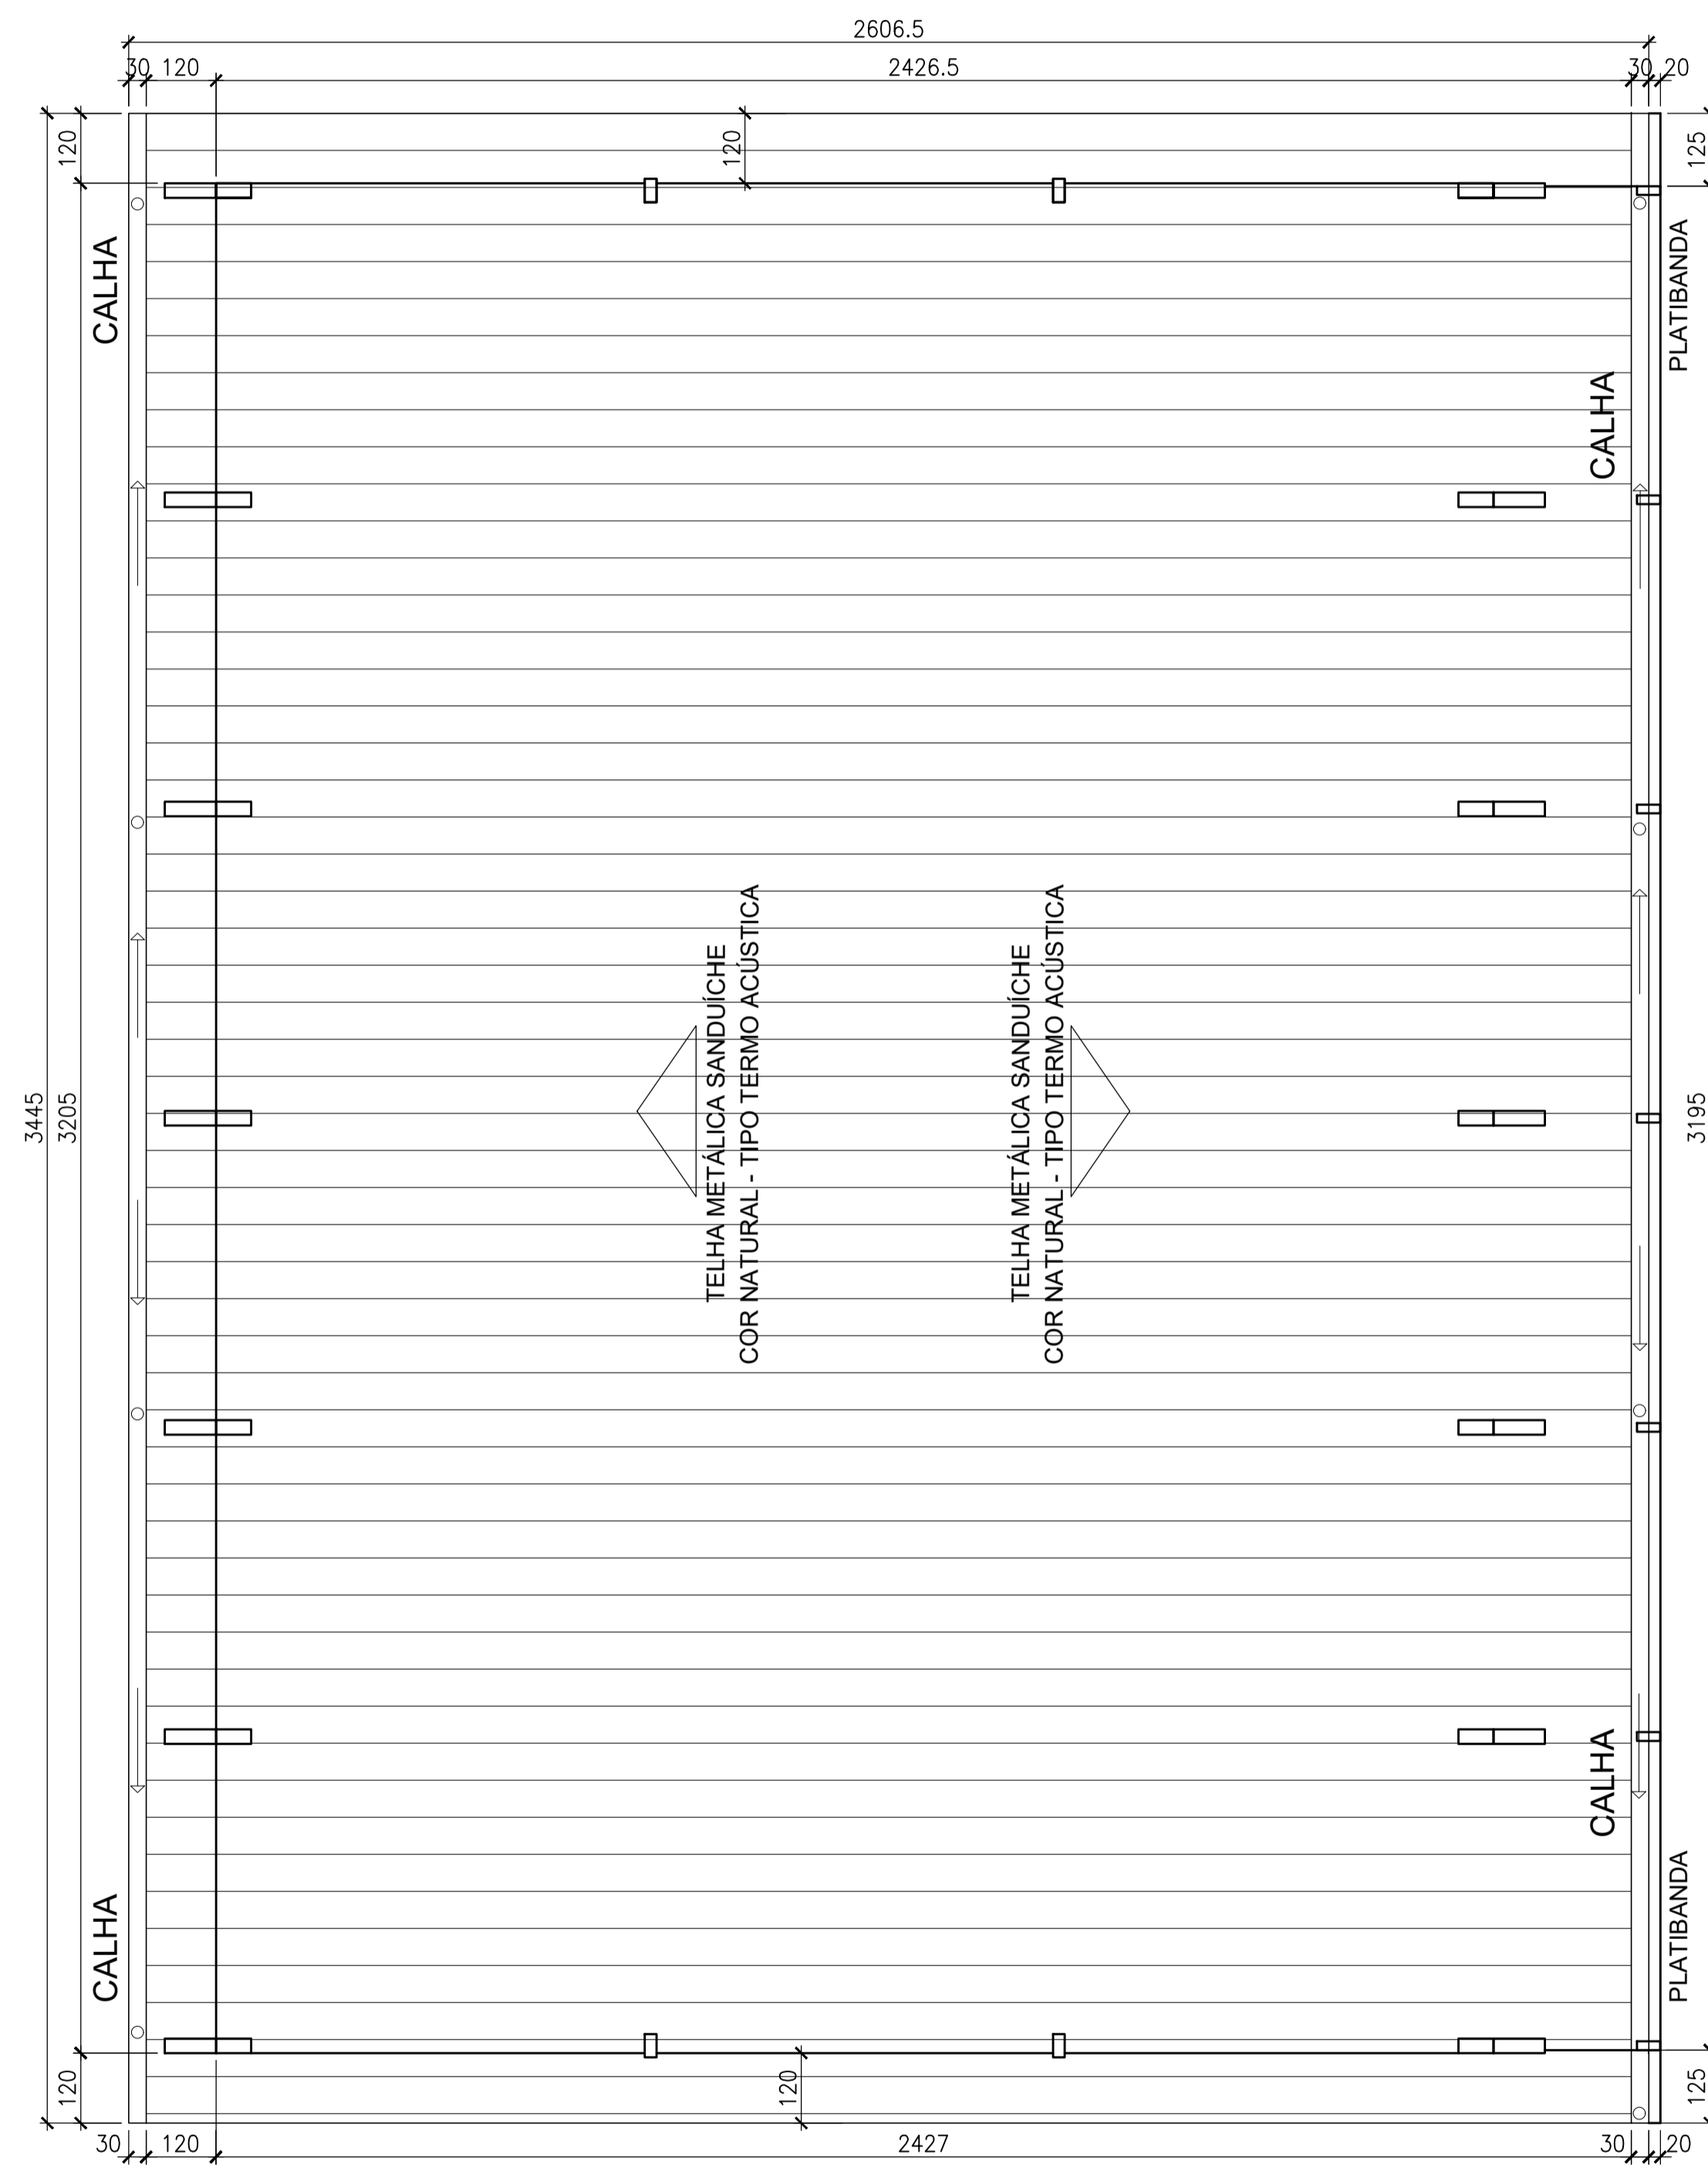 2606.5
30
120
2426.5
30
20
120
120
125
CALHA
PLATIBANDA
CALHA
TELHA METÁLICA SANDUÍCHE
COR NATURAL - TIPO TERMO ACÚSTICA
TELHA METÁLICA SANDUÍCHE
COR NATURAL - TIPO TERMO ACÚSTICA
3445
3205
3195
CALHA
CALHA
PLATIBANDA
120
120
125
30
120
2427
30
20